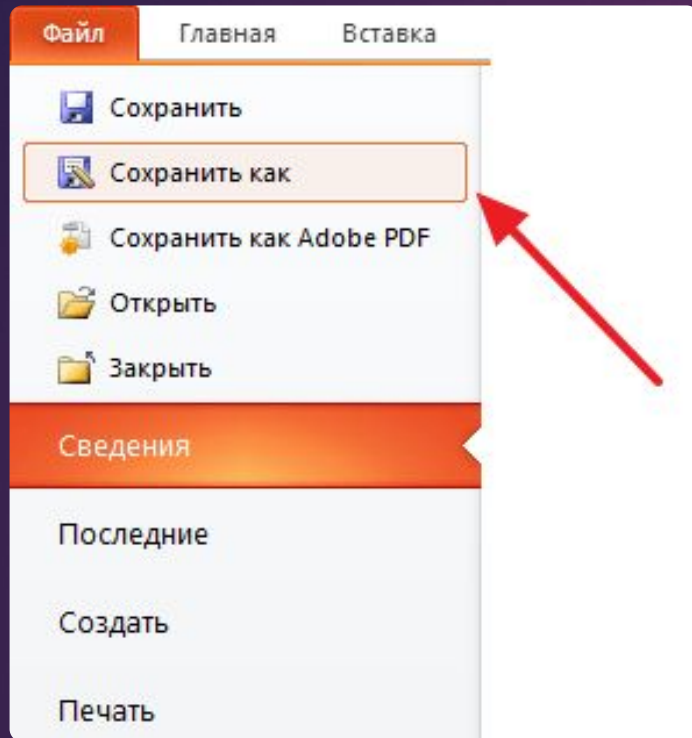 Файл Главная Вставка
Сохранить
Сохранить как
Сохранить как Adobe PDF
Открыть
Закрыть
Сведения
Последние
Создать
Печать